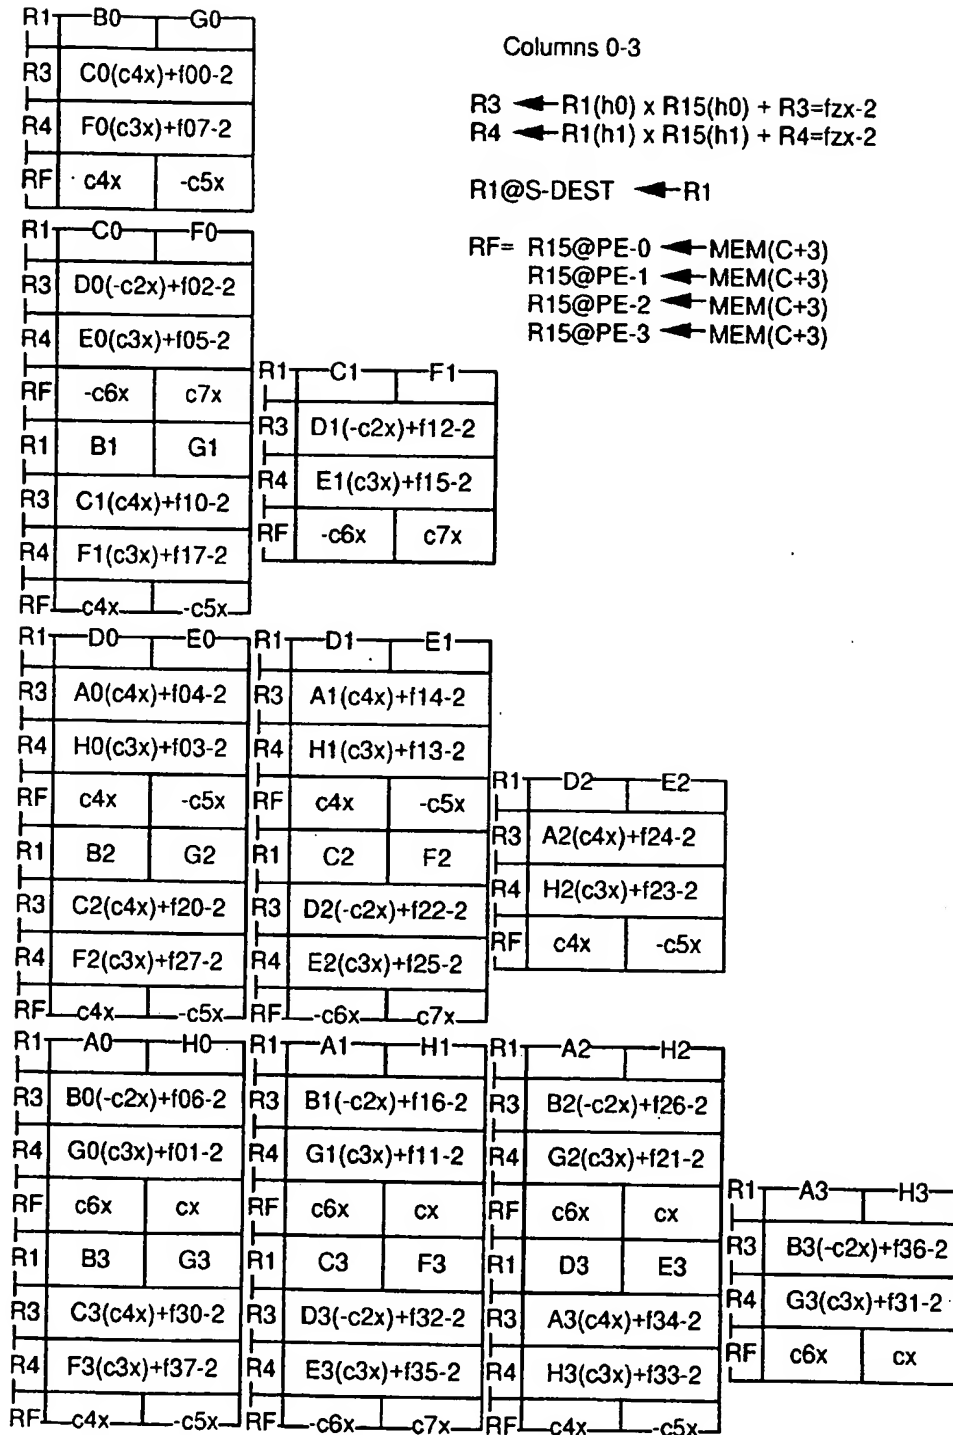 R1 B0 G0
R3 C0(c4x)+f00-2
R4 F0(c3x)+f07-2
RF c4x -c5x
Columns 0-3
R3 ◄─ R1(h0) x R15(h0) + R3=fzx-2
R4 ◄─ R1(h1) x R15(h1) + R4=fzx-2
R1@S-DEST ◄─ R1
RF= R15@PE-0 ◄─ MEM(C+3)
R15@PE-1 ◄─ MEM(C+3)
R15@PE-2 ◄─ MEM(C+3)
R15@PE-3 ◄─ MEM(C+3)
R1 C0 F0
R3 D0(-c2x)+f02-2
R4 E0(c3x)+f05-2
RF -c6x c7x
R1 B1 G1
R3 C1(c4x)+f10-2
R4 F1(c3x)+f17-2
RF c4x -c5x
R1 C1 F1
R3 D1(-c2x)+f12-2
R4 E1(c3x)+f15-2
RF -c6x c7x
R1 D0 E0
R3 A0(c4x)+f04-2
R4 H0(c3x)+f03-2
RF c4x -c5x
R1 B2 G2
R3 C2(c4x)+f20-2
R4 F2(c3x)+f27-2
RF c4x -c5x
R1 D1 E1
R3 A1(c4x)+f14-2
R4 H1(c3x)+f13-2
RF c4x -c5x
R1 C2 F2
R3 D2(-c2x)+f22-2
R4 E2(c3x)+f25-2
RF -c6x c7x
R1 D2 E2
R3 A2(c4x)+f24-2
R4 H2(c3x)+f23-2
RF c4x -c5x
R1 A0 H0
R3 B0(-c2x)+f06-2
R4 G0(c3x)+f01-2
RF c6x cx
R1 B3 G3
R3 C3(c4x)+f30-2
R4 F3(c3x)+f37-2
RF c4x -c5x
R1 A1 H1
R3 B1(-c2x)+f16-2
R4 G1(c3x)+f11-2
RF c6x cx
R1 C3 F3
R3 D3(-c2x)+f32-2
R4 E3(c3x)+f35-2
RF -c6x c7x
R1 A2 H2
R3 B2(-c2x)+f26-2
R4 G2(c3x)+f21-2
RF c6x cx
R1 D3 E3
R3 A3(c4x)+f34-2
R4 H3(c3x)+f33-2
RF c4x -c5x
R1 A3 H3
R3 B3(-c2x)+f36-2
R4 G3(c3x)+f31-2
RF c6x cx